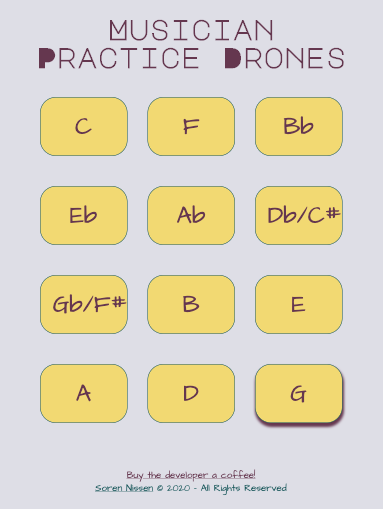 Musician
Practice Drones
C
F
Bb
Eb
Ab
Db/C#
Gb/F#
B
E
A
D
G
Buy the developer a coffee!
Soren Nissen © 2020 - All Rights Reserved